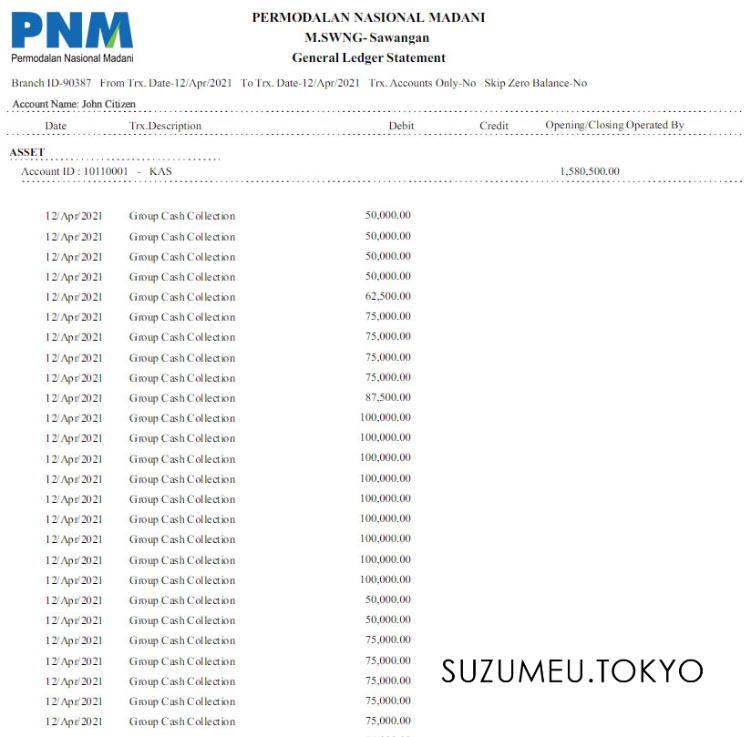 PNM
Permodalan Nasional Madani
PERMODALAN NASIONAL MADANI
M.SWNG- Sawangan
General Ledger Statement
Branch ID-90387 From Trx. Date-12/Apr/2021 To Trx. Date-12/Apr/2021 Trx. Accounts Only-No Skip Zero Balance-No
Account Name: John Citizen
Date Trx.Description Debit Credit Opening/Closing Operated By
ASSET
Account ID : 10110001 - KAS 1,580,500.00
12/Apr/2021 Group Cash Collection 50,000.00
12/Apr/2021 Group Cash Collection 50,000.00
12/Apr/2021 Group Cash Collection 50,000.00
12/Apr/2021 Group Cash Collection 50,000.00
12/Apr/2021 Group Cash Collection 62,500.00
12/Apr/2021 Group Cash Collection 75,000.00
12/Apr/2021 Group Cash Collection 75,000.00
12/Apr/2021 Group Cash Collection 75,000.00
12/Apr/2021 Group Cash Collection 75,000.00
12/Apr/2021 Group Cash Collection 87,500.00
12/Apr/2021 Group Cash Collection 100,000.00
12/Apr/2021 Group Cash Collection 100,000.00
12/Apr/2021 Group Cash Collection 100,000.00
12/Apr/2021 Group Cash Collection 100,000.00
12/Apr/2021 Group Cash Collection 100,000.00
12/Apr/2021 Group Cash Collection 100,000.00
12/Apr/2021 Group Cash Collection 100,000.00
12/Apr/2021 Group Cash Collection 100,000.00
12/Apr/2021 Group Cash Collection 100,000.00
12/Apr/2021 Group Cash Collection 50,000.00
12/Apr/2021 Group Cash Collection 50,000.00
12/Apr/2021 Group Cash Collection 75,000.00
12/Apr/2021 Group Cash Collection 75,000.00
12/Apr/2021 Group Cash Collection 75,000.00
12/Apr/2021 Group Cash Collection 75,000.00
12/Apr/2021 Group Cash Collection 75,000.00
SUZUMEU.TOKYO